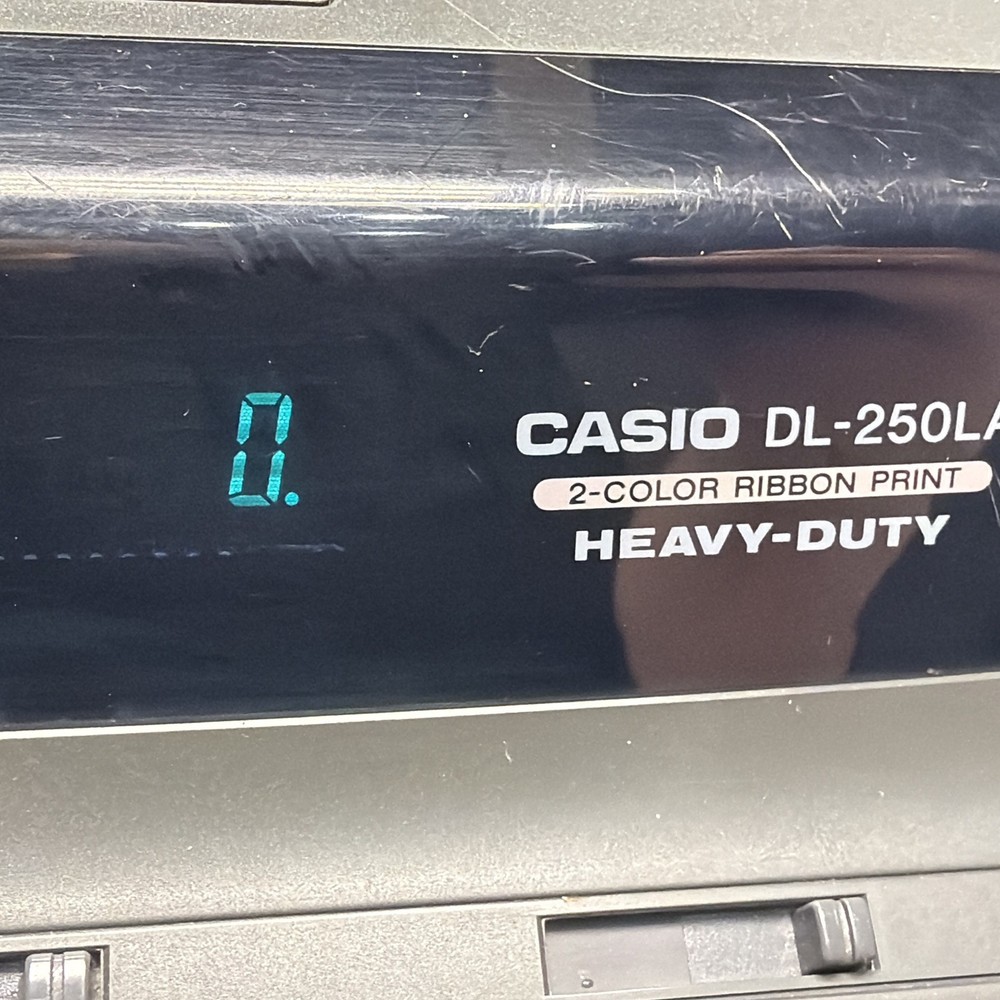 0.
CASIO DL-250LA
2-COLOR RIBBON PRINT
HEAVY-DUTY